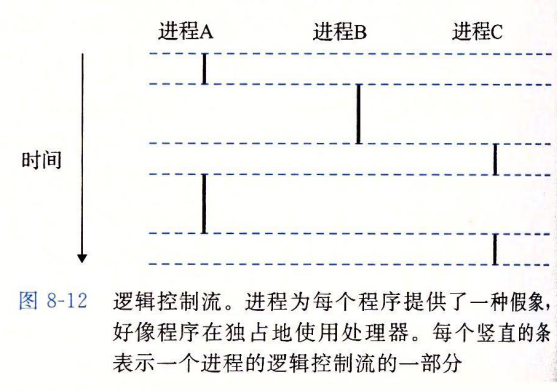 进程A 进程B 进程C
时间
图 8-12 逻辑控制流。进程为每个程序提供了一种假象，
好像程序在独占地使用处理器。每个竖直的条
表示一个进程的逻辑控制流的一部分